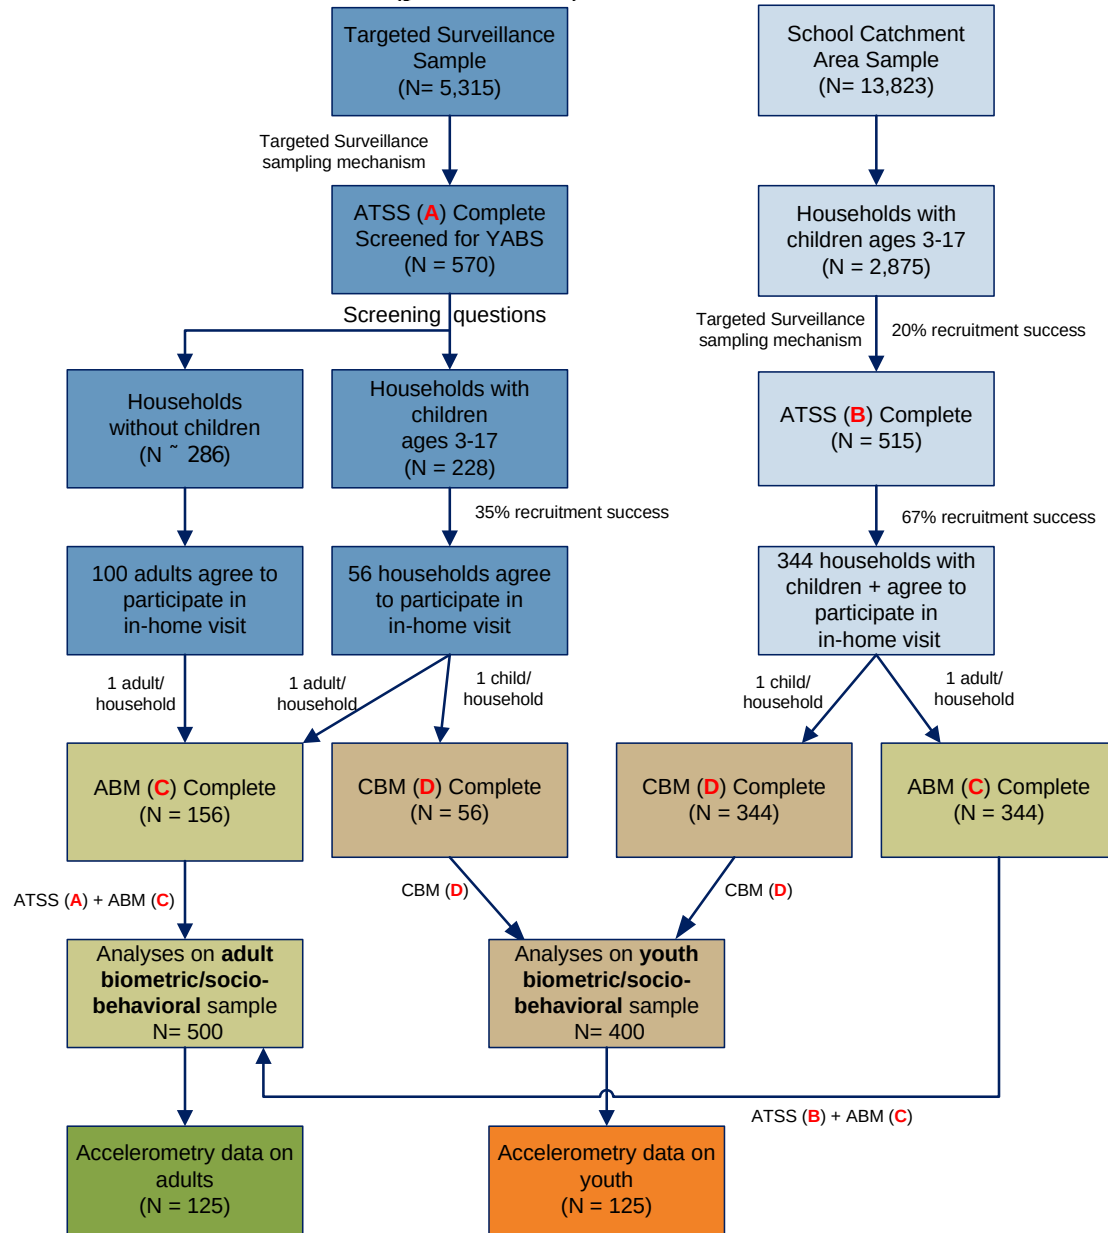 Targeted Surveillance
Sample
(N= 5,315)
School Catchment
Area Sample
(N= 13,823)
Targeted Surveillance
sampling mechanism
ATSS (A) Complete
Screened for YABS
(N = 570)
Households with
children ages 3-17
(N = 2,875)
Screening questions
Targeted Surveillance
sampling mechanism
20% recruitment success
Households
without children
(N ˜ 286)
Households with
children
ages 3-17
(N = 228)
ATSS (B) Complete
(N = 515)
35% recruitment success
67% recruitment success
100 adults agree to
participate in
in-home visit
56 households agree
to participate in
in-home visit
344 households with
children + agree to
participate in
in-home visit
1 adult/
household
1 adult/
household
1 child/
household
1 child/
household
1 adult/
household
ABM (C) Complete
(N = 156)
CBM (D) Complete
(N = 56)
CBM (D) Complete
(N = 344)
ABM (C) Complete
(N = 344)
ATSS (A) + ABM (C)
CBM (D)
CBM (D)
Analyses on adult
biometric/socio-
behavioral sample
N= 500
Analyses on youth
biometric/socio-
behavioral sample
N= 400
ATSS (B) + ABM (C)
Accelerometry data on
adults
(N = 125)
Accelerometry data on
youth
(N = 125)